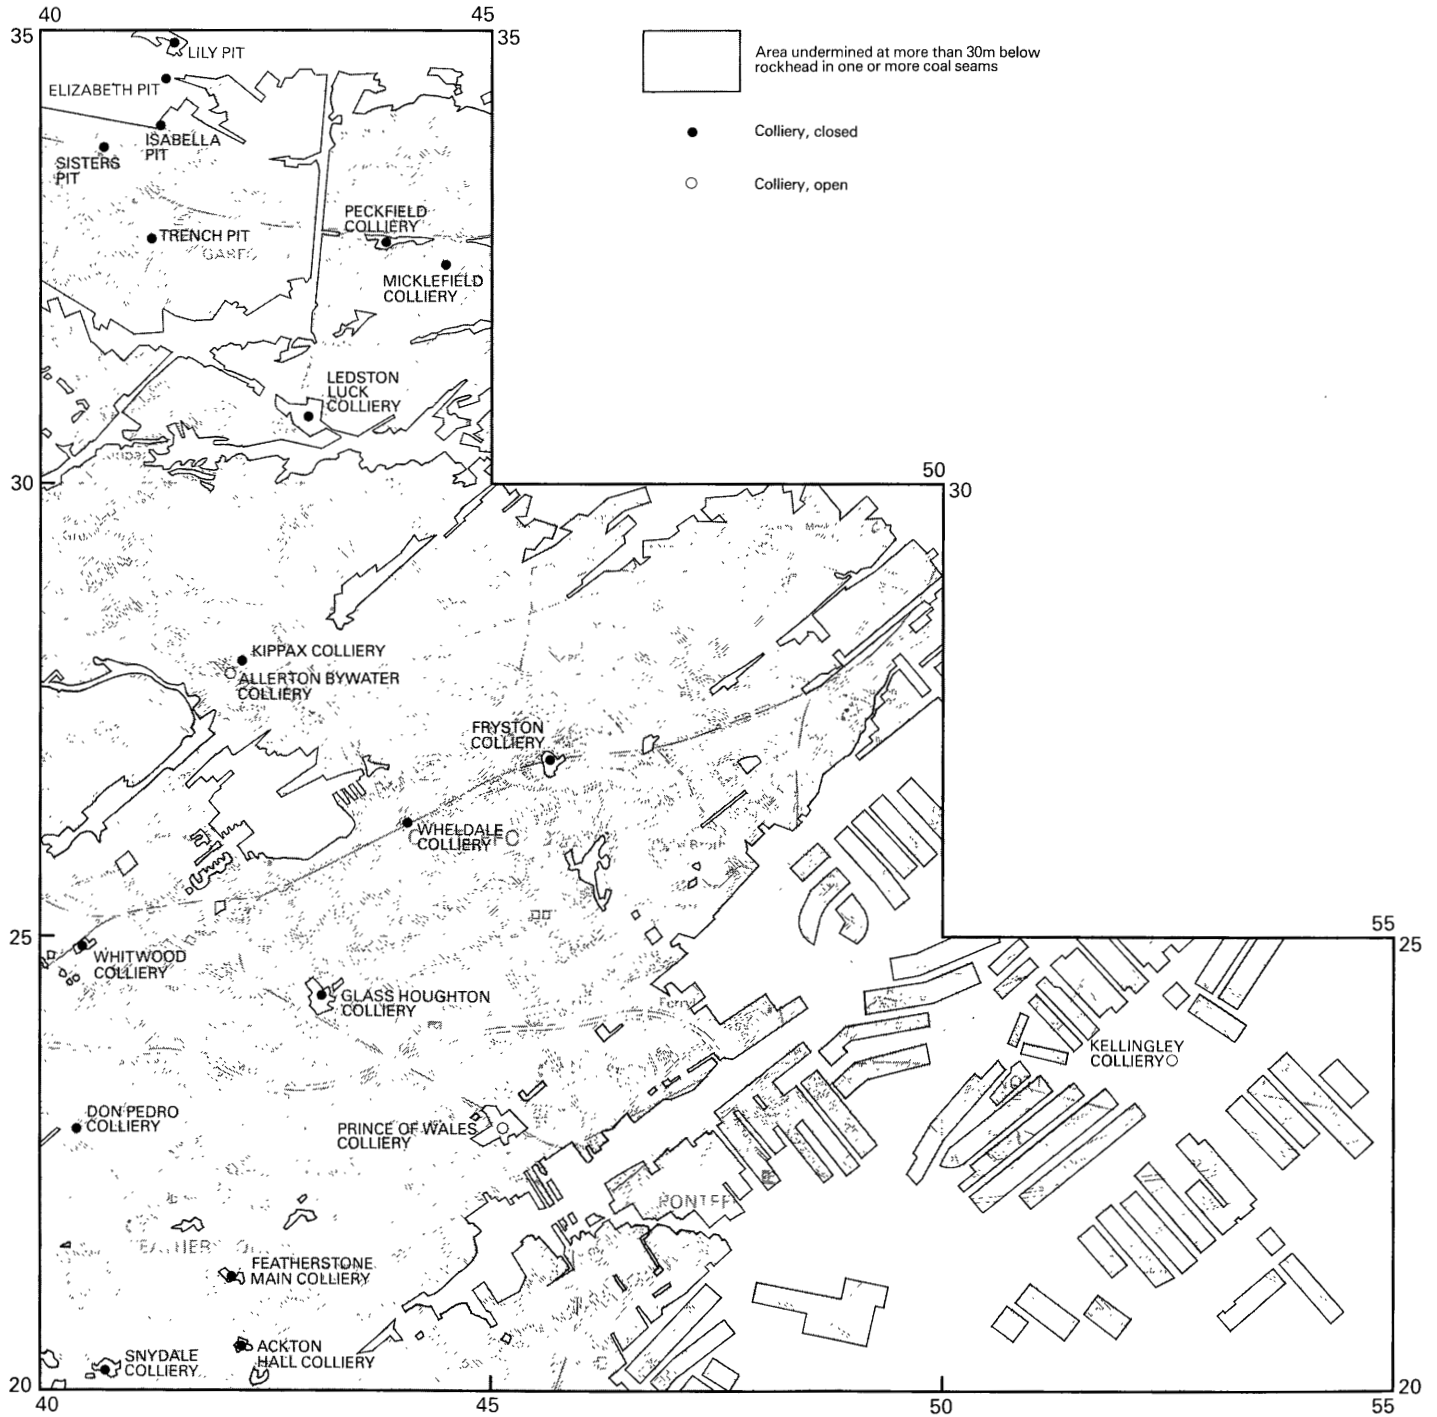 40
45
35
35
LILY PIT
ELIZABETH PIT
ISABELLA
PIT
SISTERS
PIT
TRENCH PIT
PECKFIELD
COLLIERY
MICKLEFIELD
COLLIERY
Area undermined at more than 30m below
rockhead in one or more coal seams
Colliery, closed
Colliery, open
LEDSTON
LUCK
COLLIERY
30
50
30
KIPPAX COLLIERY
ALLERTON BYWATER
COLLIERY
FRYSTON
COLLIERY
WHELDALE
COLLIERY
25
55
25
WHITWOOD
COLLIERY
GLASS HOUGHTON
COLLIERY
KELLINGLEY
COLLIERY
DON PEDRO
COLLIERY
PRINCE OF WALES
COLLIERY
FEATHERSTONE
MAIN COLLIERY
ACKTON
HALL COLLIERY
SNYDALE
COLLIERY
20
20
40
45
50
55